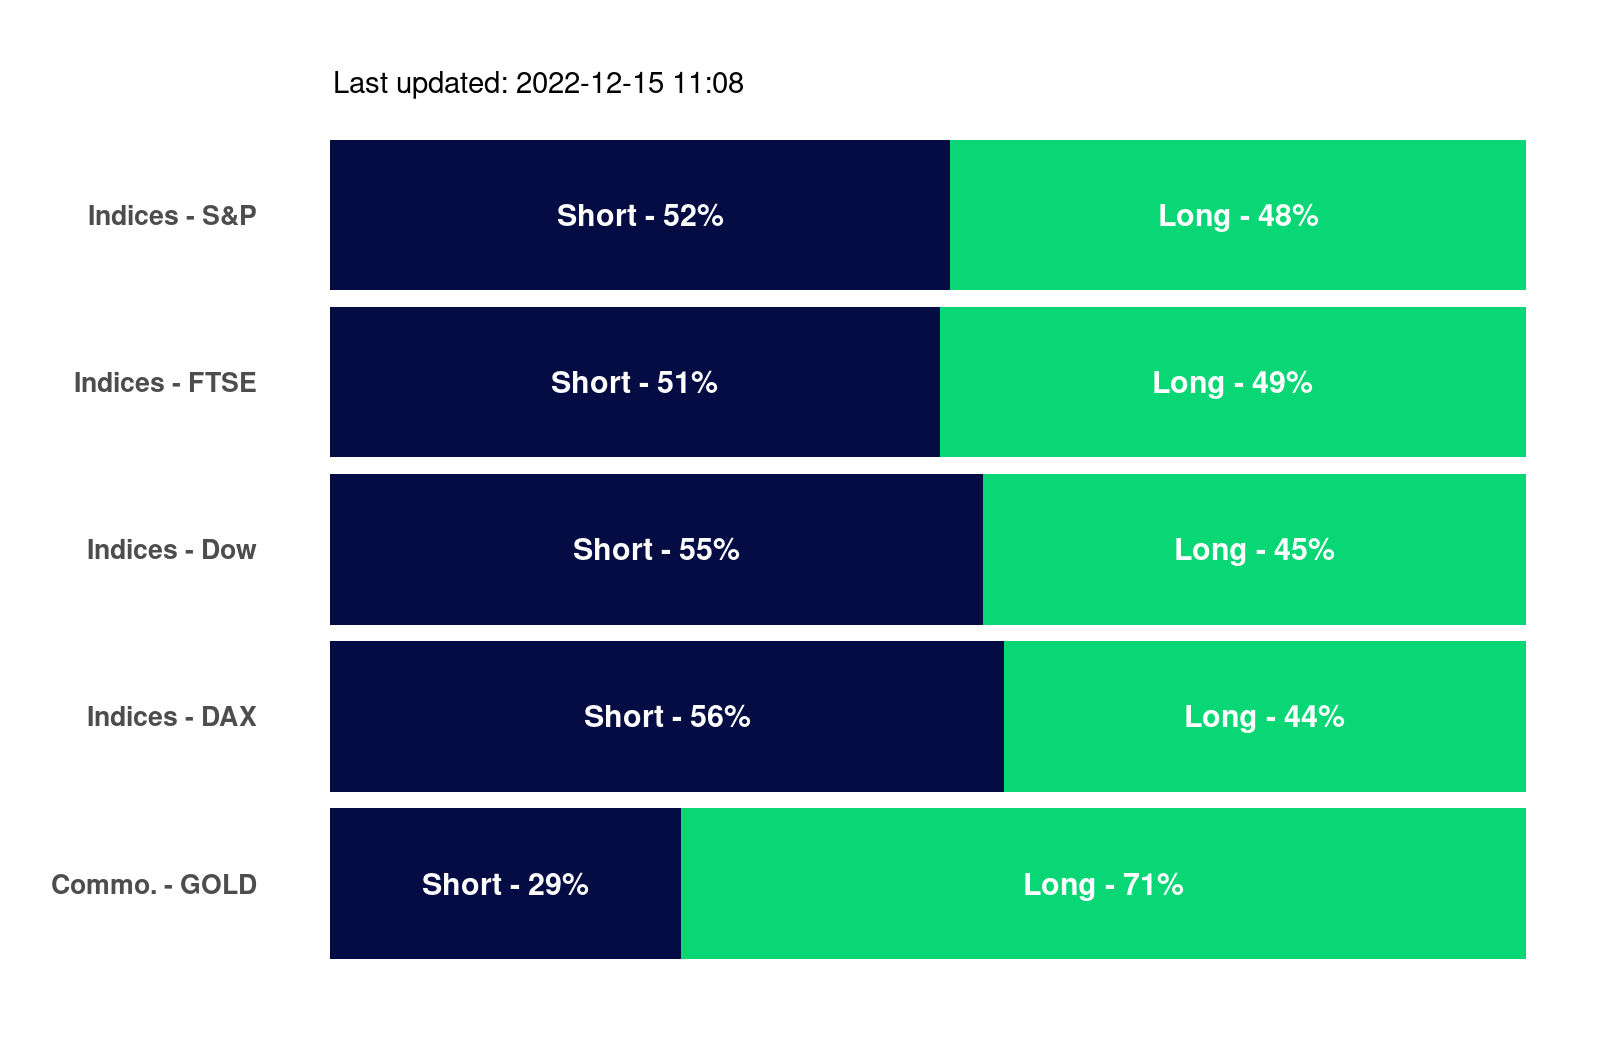 Last updated: 2022-12-15 11:08
Indices - S&P Short - 52% Long - 48%
Indices - FTSE Short - 51% Long - 49%
Indices - Dow Short - 55% Long - 45%
Indices - DAX Short - 56% Long - 44%
Commo. - GOLD Short - 29% Long - 71%